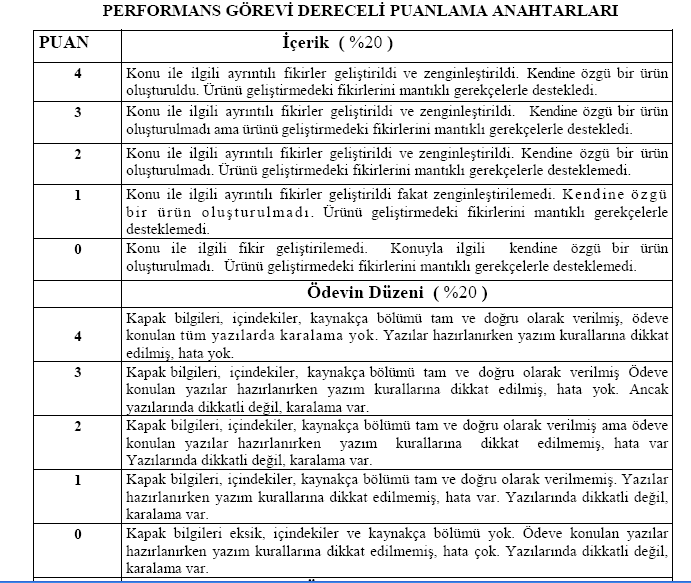 PERFORMANS GÖREVİ DERECELİ PUANLAMA ANAHTARLARI
PUAN İçerik ( %20 )
4 Konu ile ilgili ayrıntılı fikirler geliştirildi ve zenginleştirildi. Kendine özgü bir ürün
oluşturuldu. Ürünü geliştirmedeki fikirlerini mantıklı gerekçelerle destekledi.
3 Konu ile ilgili ayrıntılı fikirler geliştirildi ve zenginleştirildi. Kendine özgü bir ürün
oluşturulmadı ama ürünü geliştirmedeki fikirlerini mantıklı gerekçelerle destekledi.
2 Konu ile ilgili ayrıntılı fikirler geliştirildi ve zenginleştirildi. Kendine özgü bir ürün
oluşturulmadı. Ürünü geliştirmedeki fikirlerini mantıklı gerekçelerle desteklemedi.
1 Konu ile ilgili ayrıntılı fikirler geliştirildi fakat zenginleştirilemedi. Kendine özgü
bir ürün oluşturulmadı. Ürünü geliştirmedeki fikirlerini mantıklı gerekçelerle
desteklemedi.
0 Konu ile ilgili fikir geliştirilemedi. Konuyla ilgili kendine özgü bir ürün
oluşturulmadı. Ürünü geliştirmedeki fikirlerini mantıklı gerekçelerle desteklemedi.
Ödevin Düzeni ( %20 )
Kapak bilgileri, içindekiler, kaynakça bölümü tam ve doğru olarak verilmiş, ödeve
4 konulan tüm yazılarda karalama yok. Yazılar hazırlanırken yazım kurallarına dikkat
edilmiş, hata yok.
3 Kapak bilgileri, içindekiler, kaynakça bölümü tam ve doğru olarak verilmiş Ödeve
konulan yazılar hazırlanırken yazım kurallarına dikkat edilmiş, hata yok. Ancak
yazılarında dikkatli değil, karalama var.
2 Kapak bilgileri, içindekiler, kaynakça bölümü tam ve doğru olarak verilmiş ama ödeve
konulan yazılar hazırlanırken yazım kurallarına dikkat edilmemiş, hata var
Yazılarında dikkatli değil, karalama var.
1 Kapak bilgileri, içindekiler, kaynakça bölümü tam ve doğru olarak verilmemiş. Yazılar
hazırlanırken yazım kurallarına dikkat edilmemiş, hata var. Yazılarında dikkatli değil,
karalama var.
0 Kapak bilgileri eksik, içindekiler ve kaynakça bölümü yok. Ödeve konulan yazılar
hazırlanırken yazım kurallarına dikkat edilmemiş, hata çok. Yazılarında dikkatli değil,
karalama var.